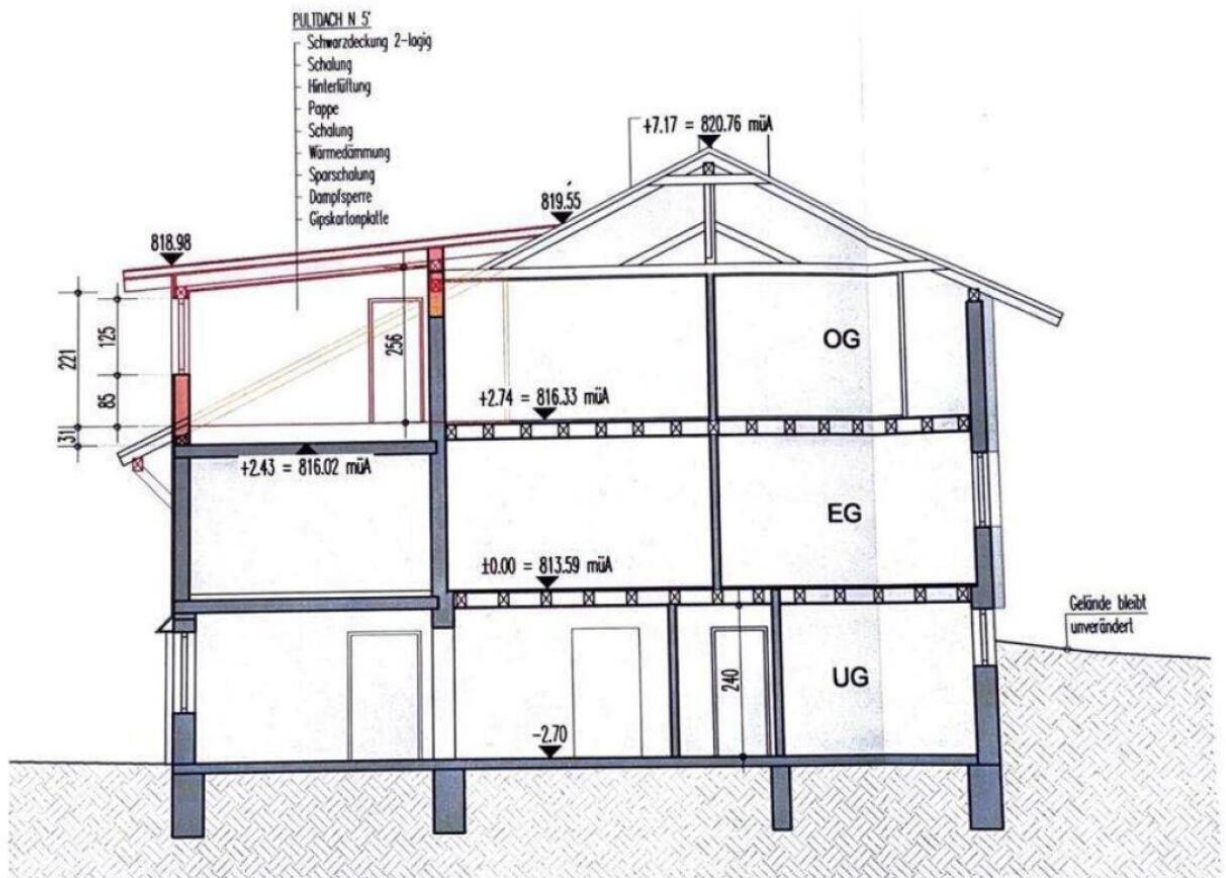 PULTDACH N 5°
Schwarzdeckung 2-lagig
Schalung
Hinterlüftung
Pappe
Schalung
Wärmedämmung
Sparschalung
Dampfsperre
Gipskartonplatte
+7.17 = 820.76 müA
819.55
818.98
221
125
85
31
256
OG
+2.74 = 816.33 müA
+2.43 = 816.02 müA
EG
±0.00 = 813.59 müA
Gelände bleibt
unverändert
240
UG
-2.70